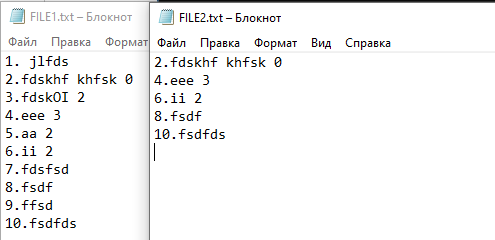 FILE1.txt – Блокнот
Файл Правка Формат
1. jlfds
2.fdskhf khfsk 0
3.fdskOI 2
4.eee 3
5.aa 2
6.ii 2
7.fdsfsd
8.fsdf
9.ffsd
10.fsdfds
FILE2.txt – Блокнот
Файл Правка Формат Вид Справка
2.fdskhf khfsk 0
4.eee 3
6.ii 2
8.fsdf
10.fsdfds